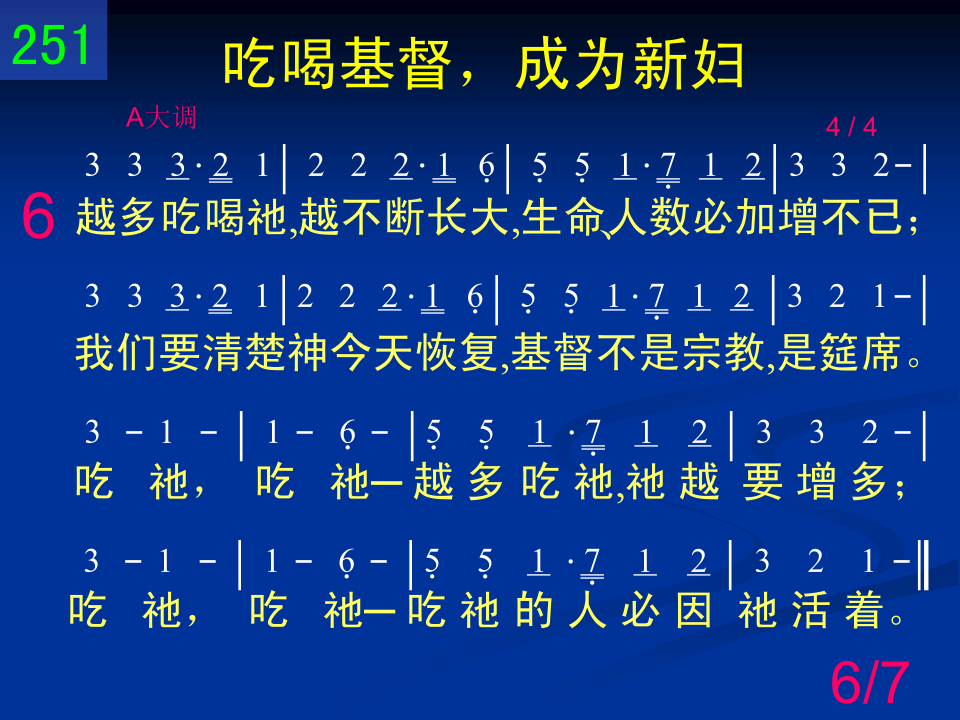 251
吃喝基督，成为新妇
A大调
4 / 4
3 3 3·2 1 | 2 2 2·1 6̣ | 5̣ 5̣ 1·7̣ 1 2 | 3 3 2 - |
6
越多吃喝祂,越不断长大,生命、人数必加增不已；
3 3 3·2 1 | 2 2 2·1 6̣ | 5̣ 5̣ 1·7̣ 1 2 | 3 2 1 - |
我们要清楚神今天恢复,基督不是宗教,是筵席。
3 - 1 - | 1 - 6̣ - | 5̣ 5̣ 1·7̣ 1 2 | 3 3 2 - |
吃 祂， 吃 祂─ 越 多 吃 祂,祂 越 要 增 多；
3 - 1 - | 1 - 6̣ - | 5̣ 5̣ 1·7̣ 1 2 | 3 2 1 - ‖
吃 祂， 吃 祂─ 吃 祂 的 人 必 因 祂 活 着。
6/7